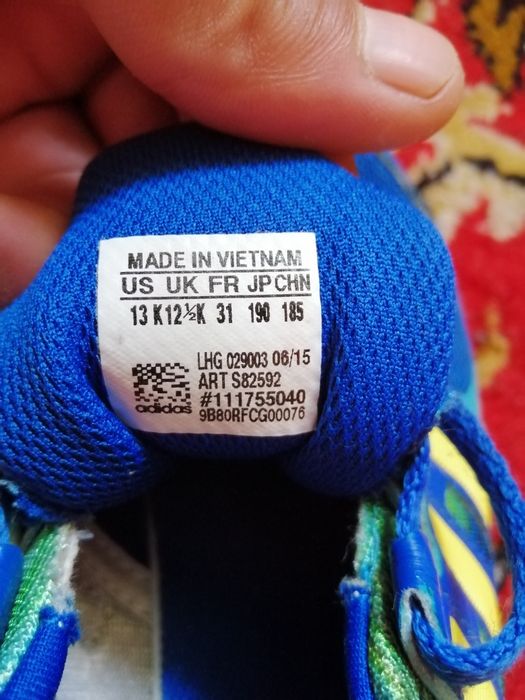 MADE IN VIETNAM
US UK FR JP CHN
13 K 12½K 31 190 185
LHG 029003 06/15
ART S82592
#111755040
adidas 9B80RFCG00076